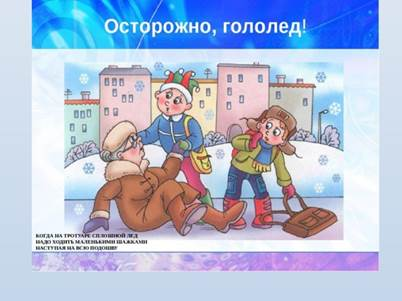 Осторожно, гололед!
КОГДА НА ТРОТУАРЕ СПЛОШНОЙ ЛЕД
НАДО ХОДИТЬ МАЛЕНЬКИМИ ШАЖКАМИ
НАСТУПАЯ НА ВСЮ ПОДОШВУ